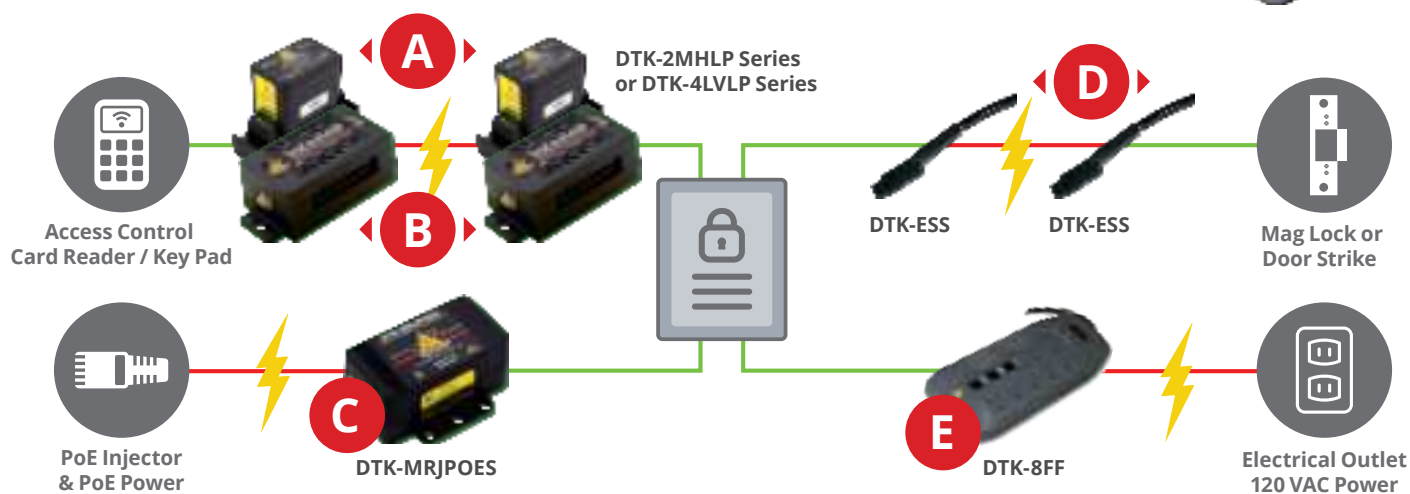 A
DTK-2MHLP Series
or DTK-4LVLP Series
D
B
Access Control
Card Reader / Key Pad
DTK-ESS
DTK-ESS
Mag Lock or
Door Strike
C
E
PoE Injector
& PoE Power
DTK-MRJPOES
DTK-8FF
Electrical Outlet
120 VAC Power